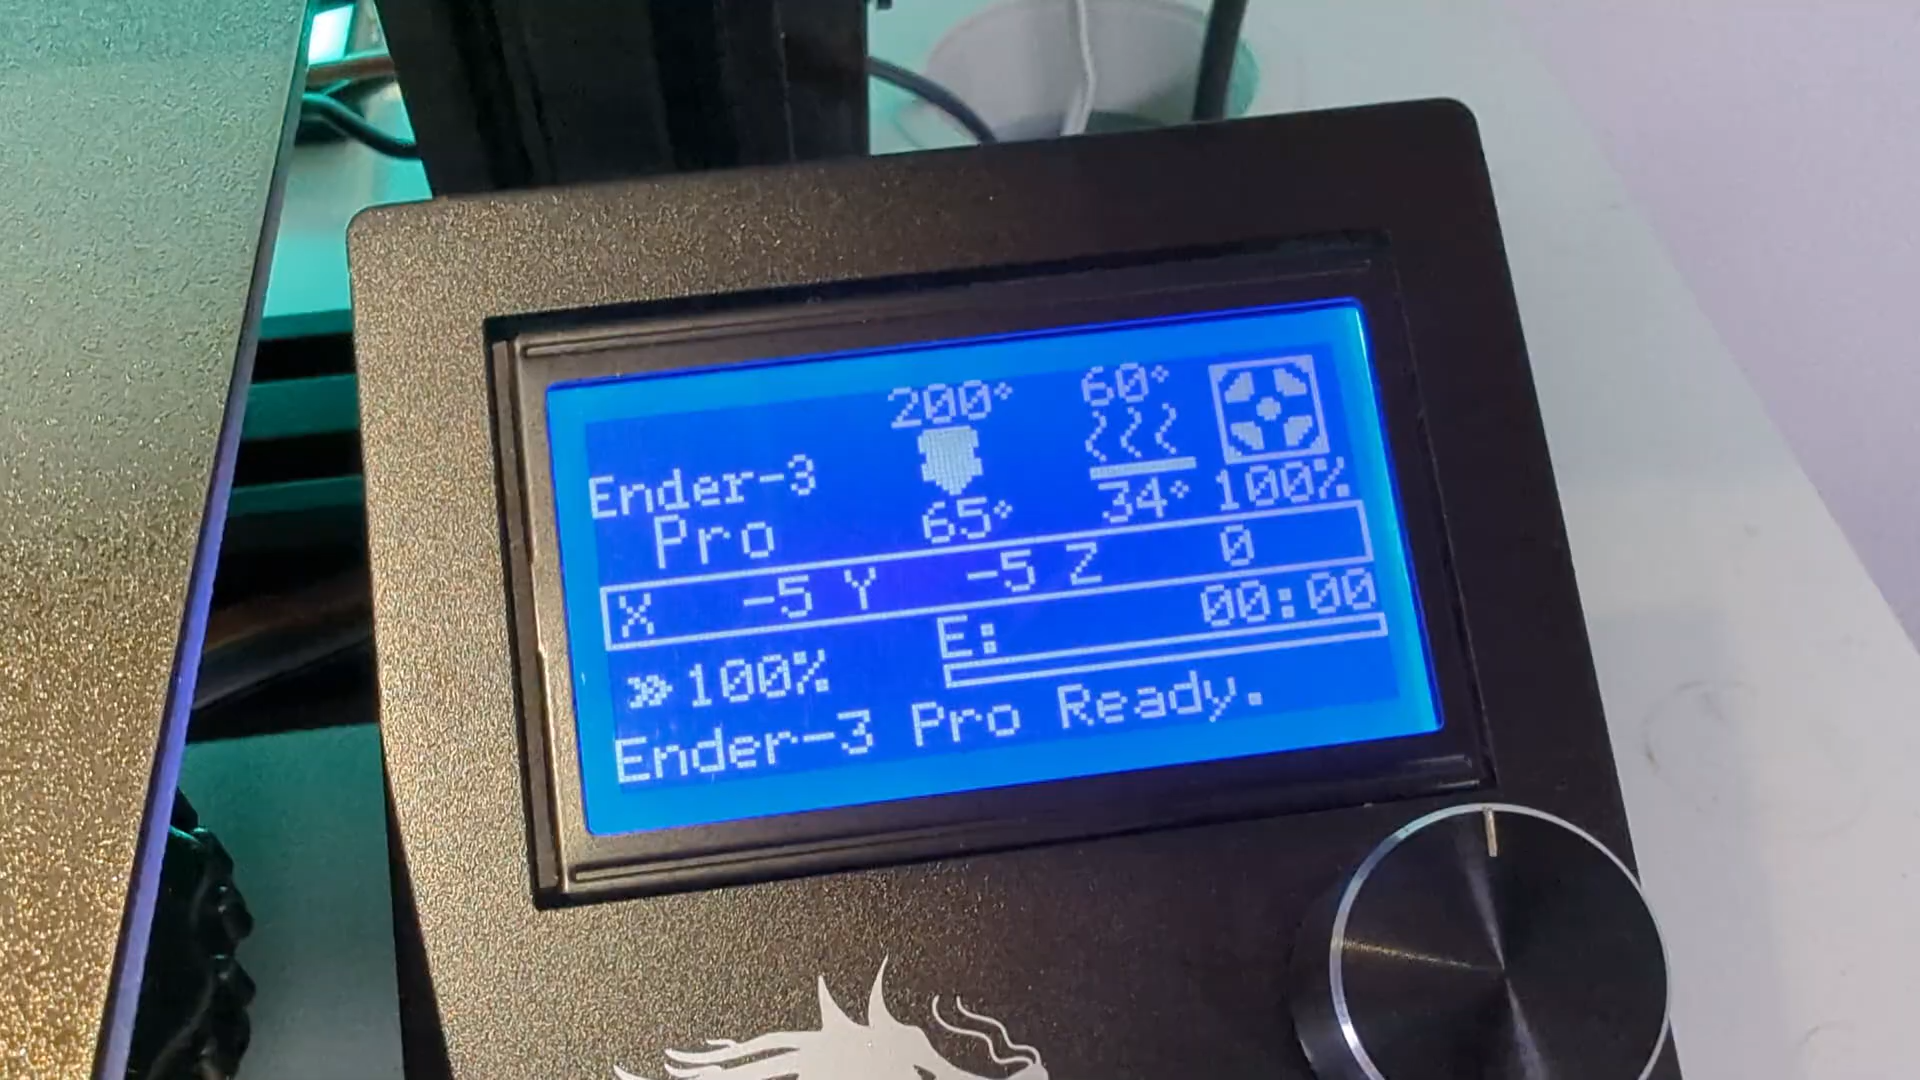 200° 60°
Ender-3
Pro
65° 34° 100%
X -5 Y -5 Z 0
»100% E: 00:00
Ender-3 Pro Ready.